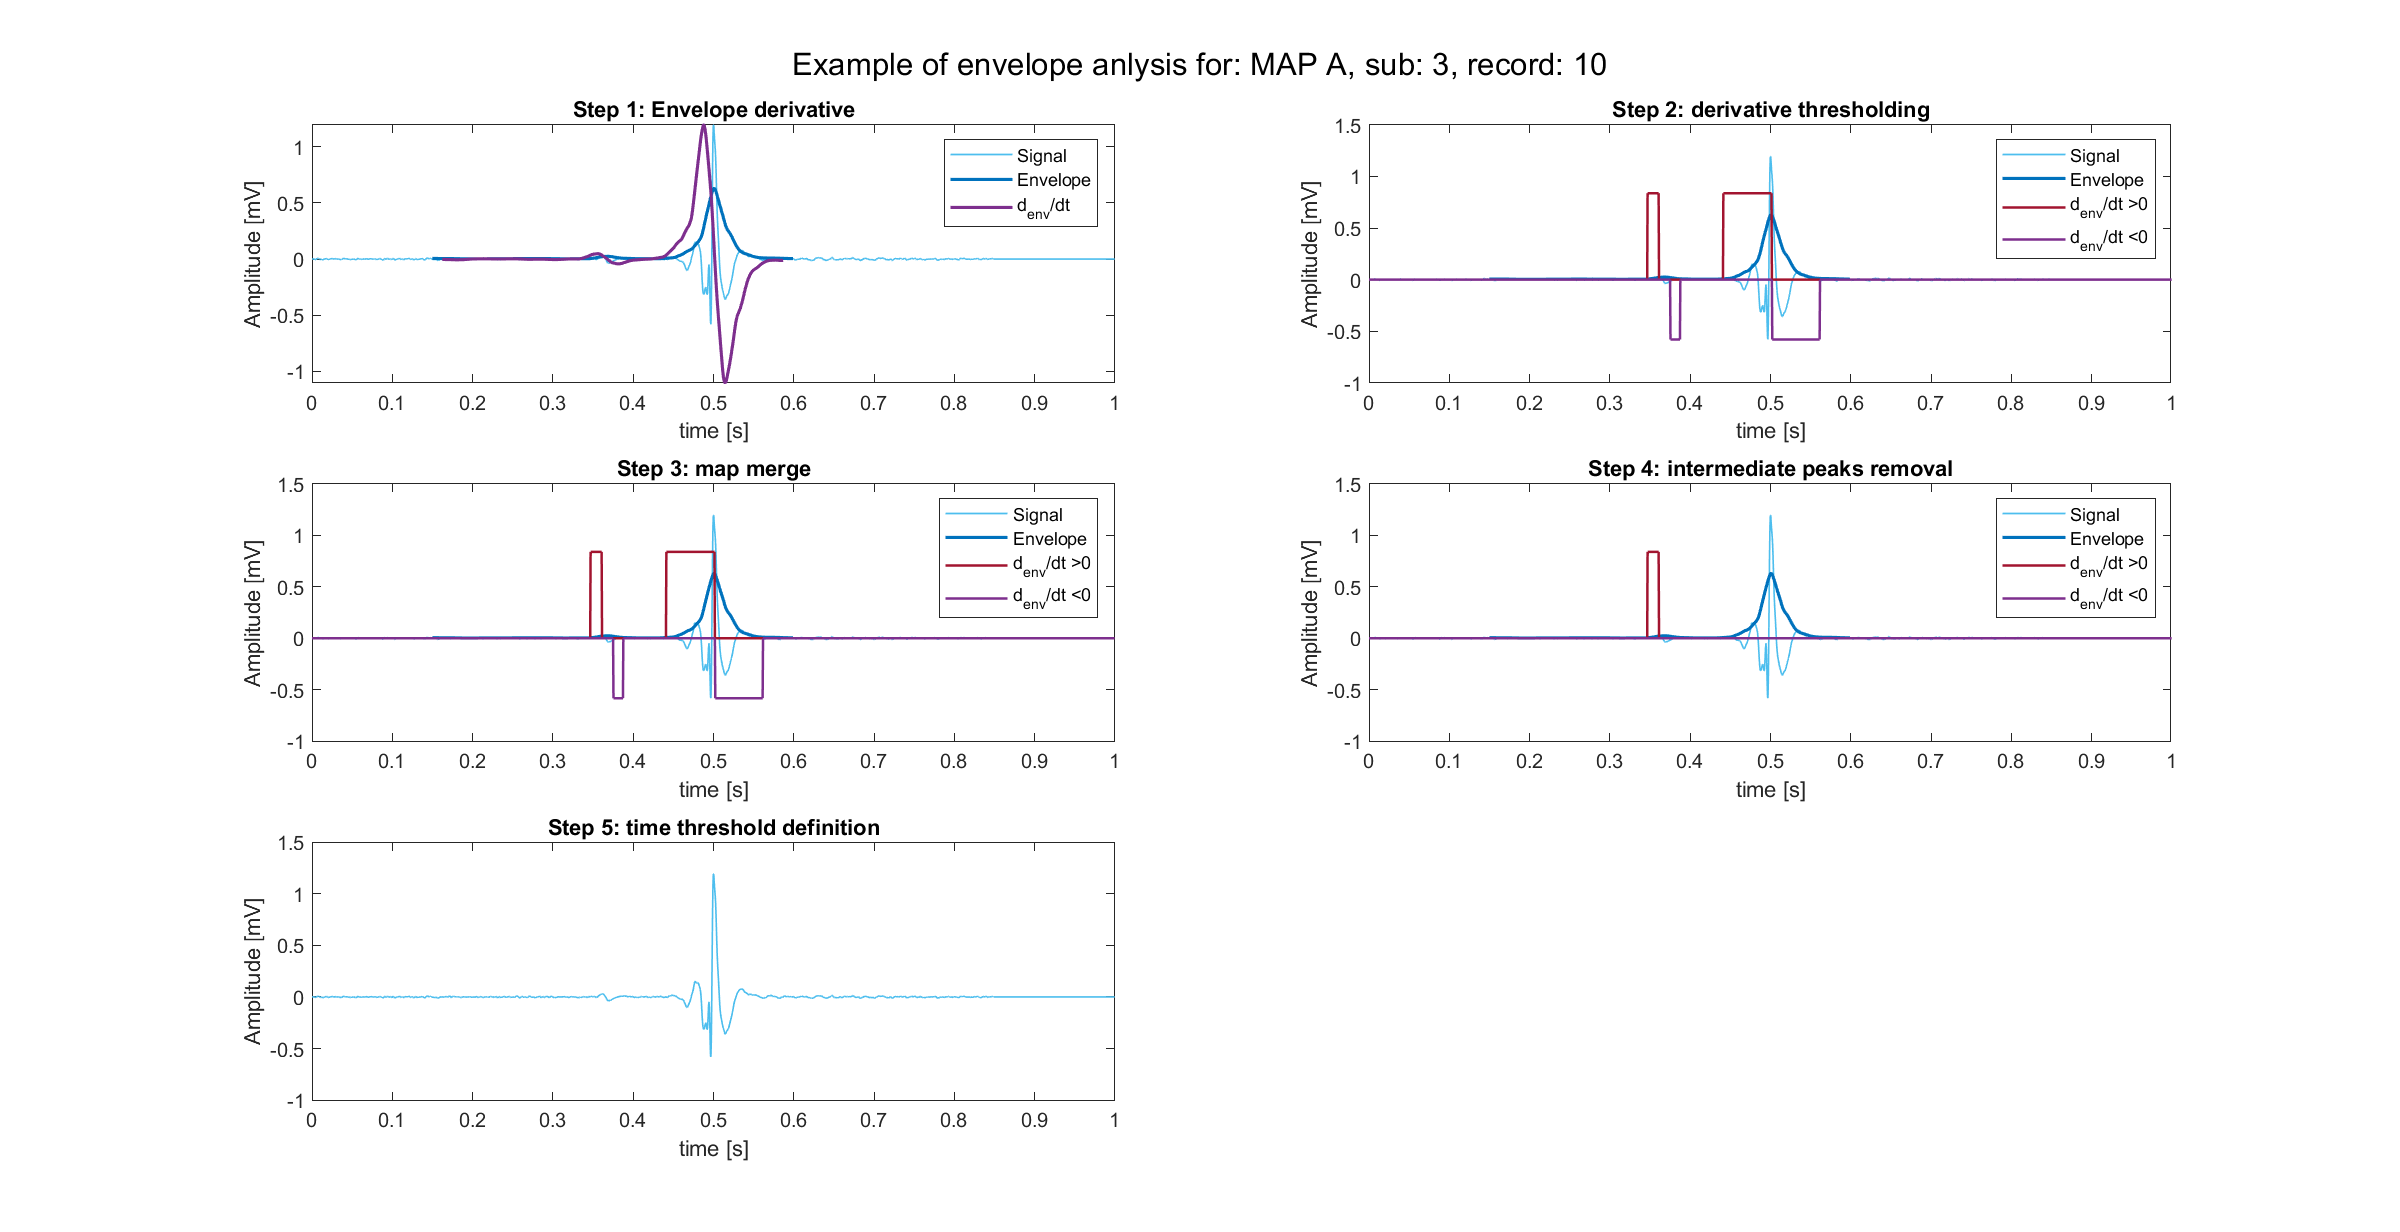 Example of envelope anlysis for: MAP A, sub: 3, record: 10
Step 1: Envelope derivative
Amplitude [mV]
1
0.5
0
-0.5
-1
Signal
Envelope
d_env/dt
0 0.1 0.2 0.3 0.4 0.5 0.6 0.7 0.8 0.9 1
time [s]
Step 2: derivative thresholding
Amplitude [mV]
1.5
1
0.5
0
-0.5
-1
Signal
Envelope
d_env/dt >0
d_env/dt <0
0 0.1 0.2 0.3 0.4 0.5 0.6 0.7 0.8 0.9 1
time [s]
Step 3: map merge
Amplitude [mV]
1.5
1
0.5
0
-0.5
-1
Signal
Envelope
d_env/dt >0
d_env/dt <0
0 0.1 0.2 0.3 0.4 0.5 0.6 0.7 0.8 0.9 1
time [s]
Step 4: intermediate peaks removal
Amplitude [mV]
1.5
1
0.5
0
-0.5
-1
Signal
Envelope
d_env/dt >0
d_env/dt <0
0 0.1 0.2 0.3 0.4 0.5 0.6 0.7 0.8 0.9 1
time [s]
Step 5: time threshold definition
Amplitude [mV]
1.5
1
0.5
0
-0.5
-1
0 0.1 0.2 0.3 0.4 0.5 0.6 0.7 0.8 0.9 1
time [s]